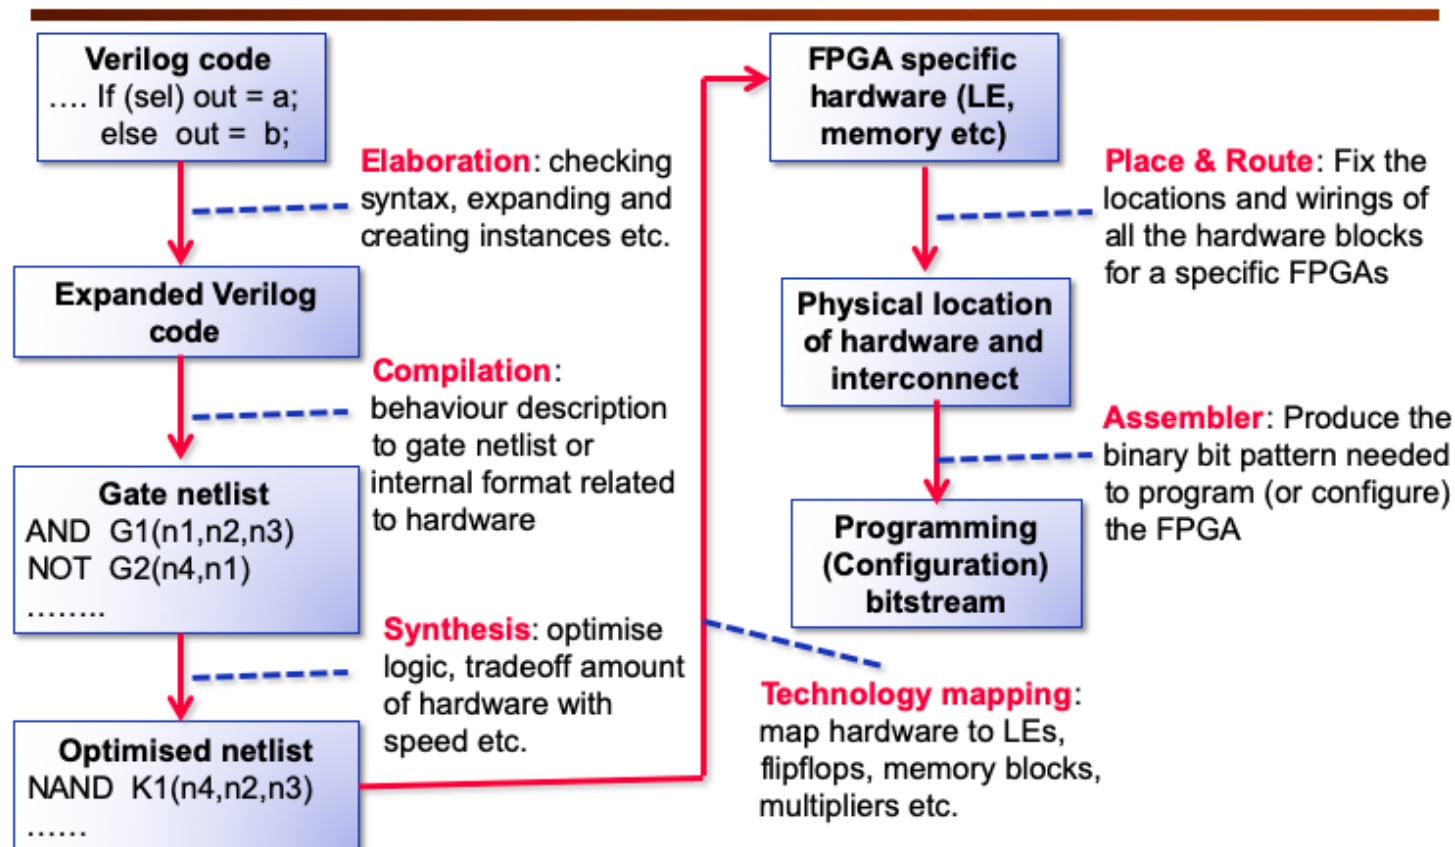 Verilog code
.... If (sel) out = a;
else out = b;
Elaboration: checking
syntax, expanding and
creating instances etc.
Expanded Verilog
code
Compilation:
behaviour description
to gate netlist or
internal format related
to hardware
Gate netlist
AND G1(n1,n2,n3)
NOT G2(n4,n1)
........
Synthesis: optimise
logic, tradeoff amount
of hardware with
speed etc.
Optimised netlist
NAND K1(n4,n2,n3)
......
Technology mapping:
map hardware to LEs,
flipflops, memory blocks,
multipliers etc.
FPGA specific
hardware (LE,
memory etc)
Place & Route: Fix the
locations and wirings of
all the hardware blocks
for a specific FPGAs
Physical location
of hardware and
interconnect
Assembler: Produce the
binary bit pattern needed
to program (or configure)
the FPGA
Programming
(Configuration)
bitstream